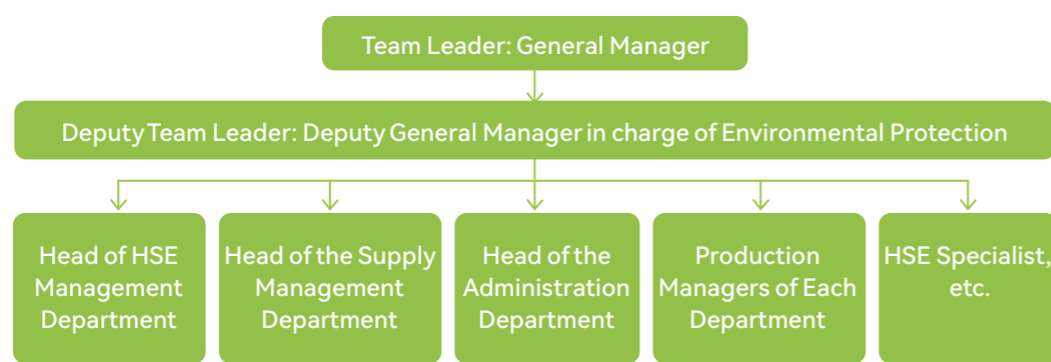 Team Leader: General Manager
Deputy Team Leader: Deputy General Manager in charge of Environmental Protection
Head of HSE
Management
Department
Head of the Supply
Management
Department
Head of the
Administration
Department
Production
Managers of Each
Department
HSE Specialist,
etc.